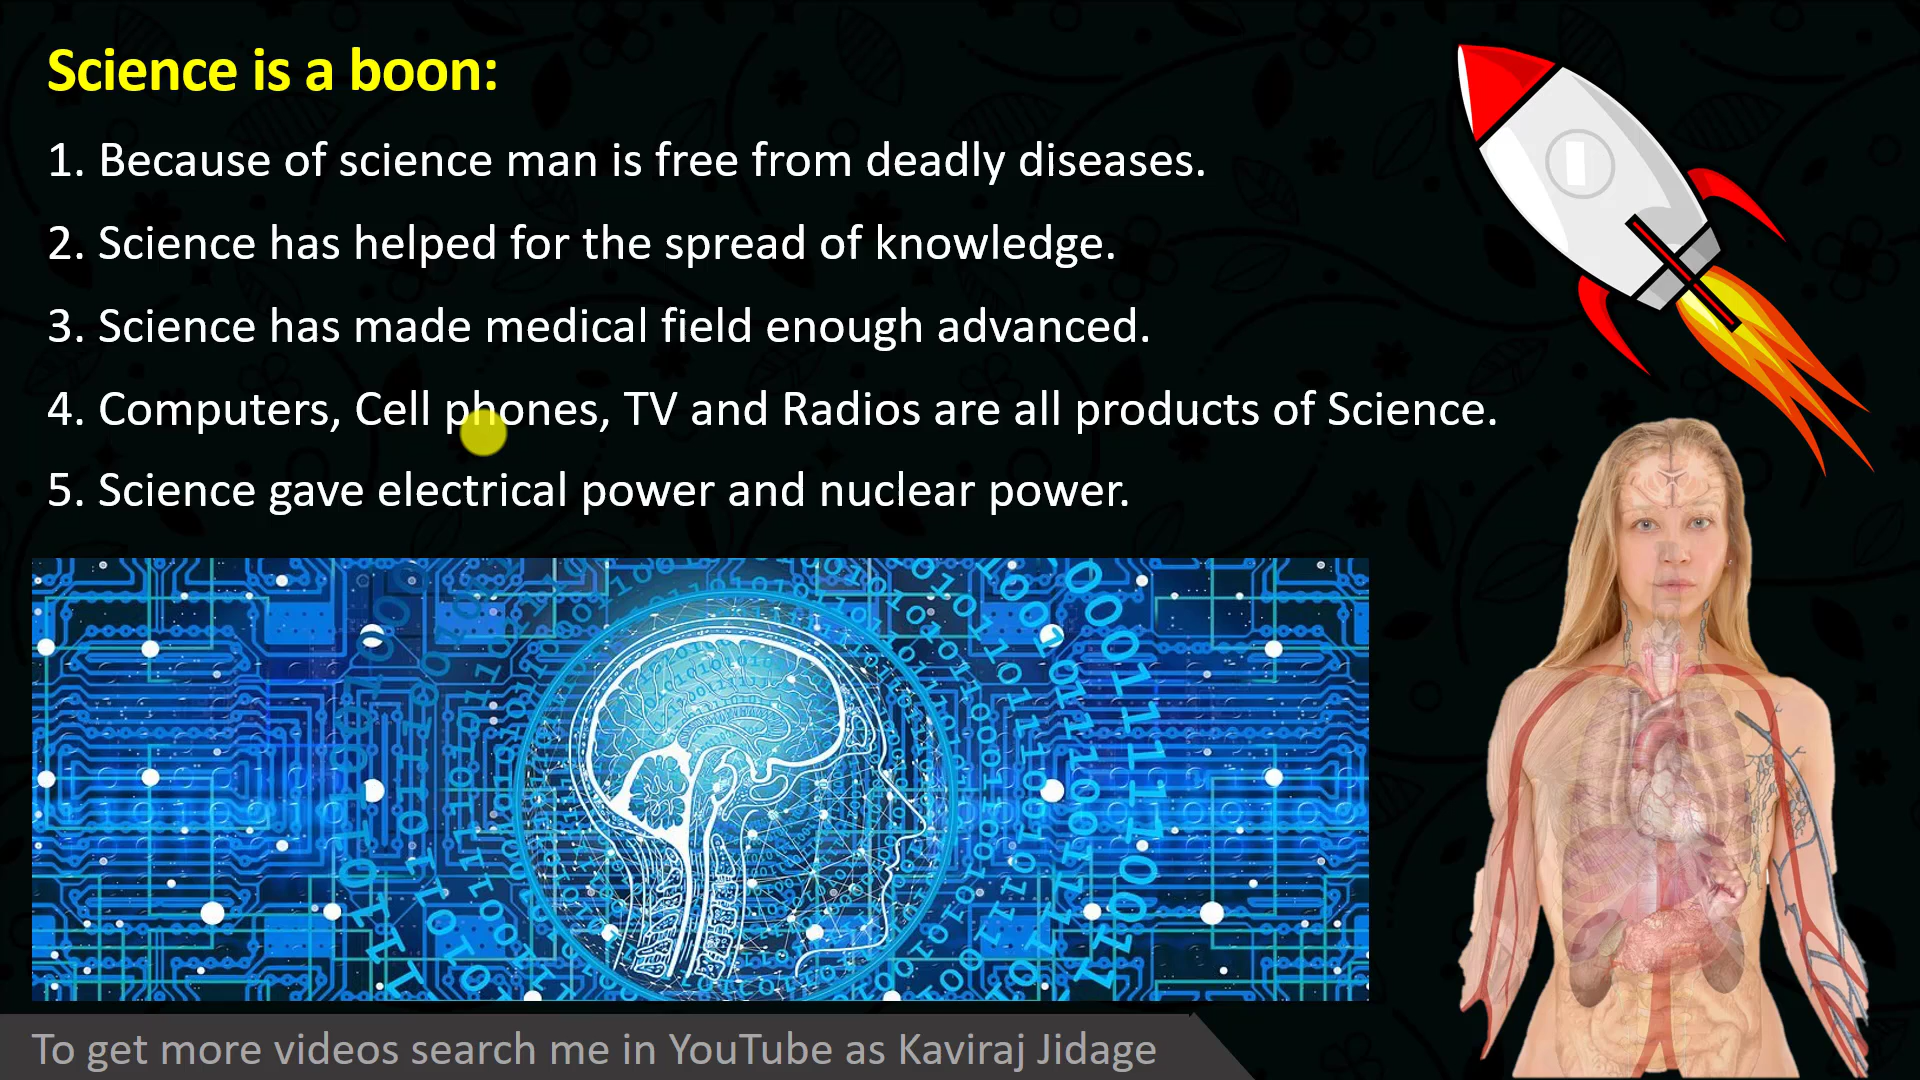 Science is a boon:
1. Because of science man is free from deadly diseases.
2. Science has helped for the spread of knowledge.
3. Science has made medical field enough advanced.
4. Computers, Cell phones, TV and Radios are all products of Science.
5. Science gave electrical power and nuclear power.
To get more videos search me in YouTube as Kaviraj Jidage